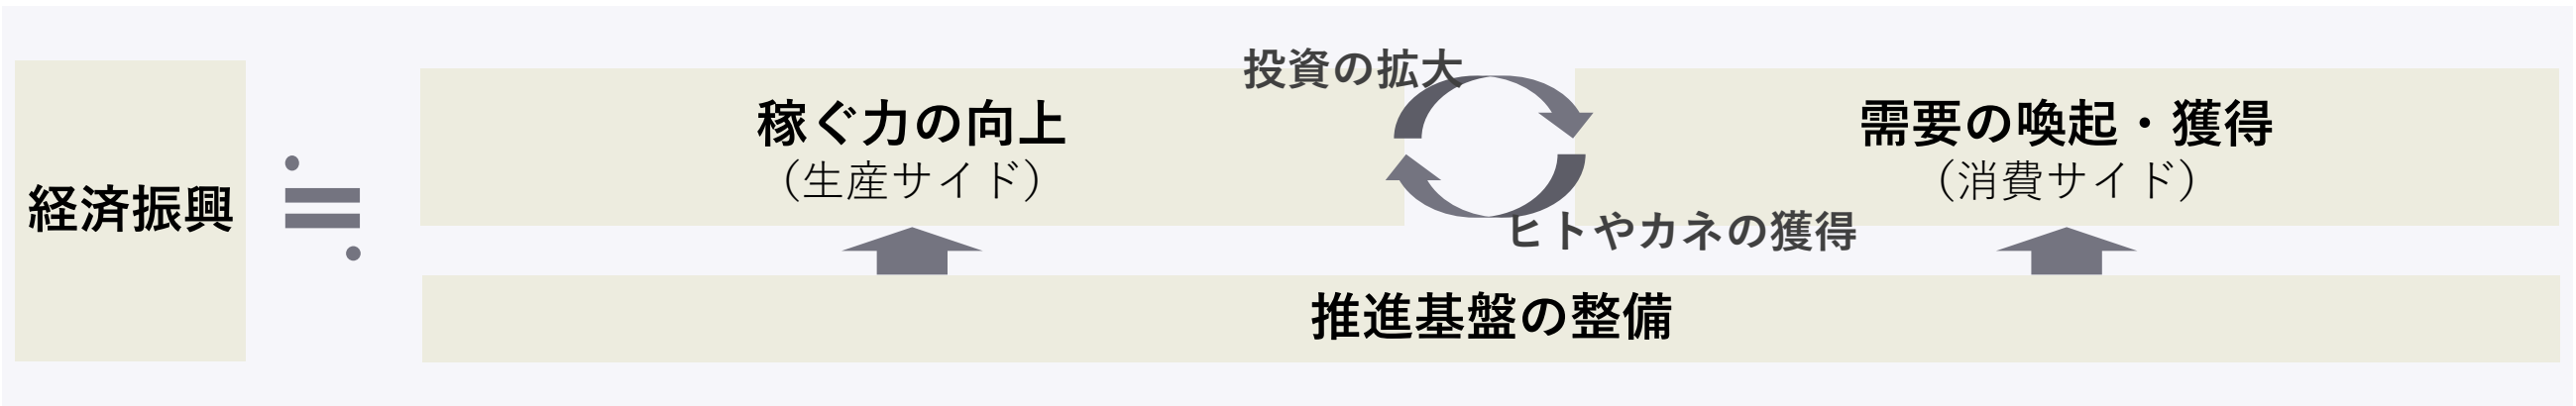 経済振興
≒
稼ぐ力の向上
（生産サイド）
投資の拡大
ヒトやカネの獲得
需要の喚起・獲得
（消費サイド）
推進基盤の整備